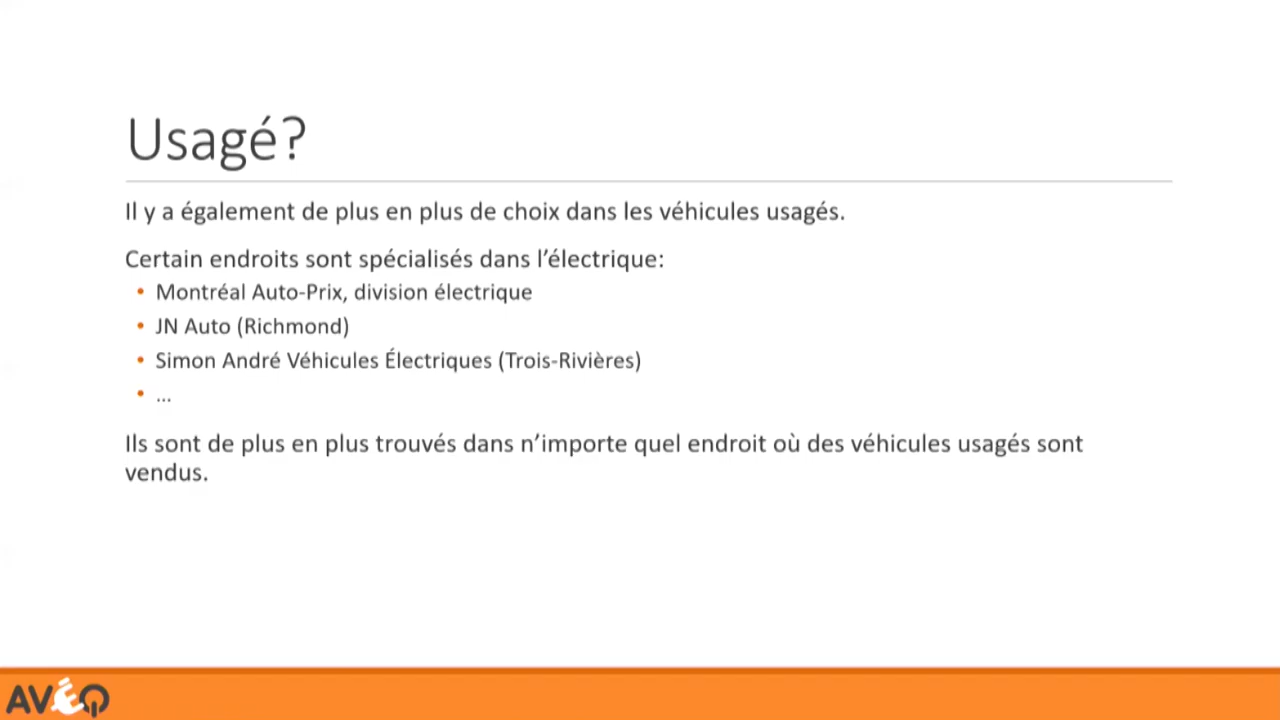 Usagé?
Il y a également de plus en plus de choix dans les véhicules usagés.
Certain endroits sont spécialisés dans l’électrique:
• Montréal Auto-Prix, division électrique
• JN Auto (Richmond)
• Simon André Véhicules Électriques (Trois-Rivières)
• …
Ils sont de plus en plus trouvés dans n’importe quel endroit où des véhicules usagés sont
vendus.
AVÉQ